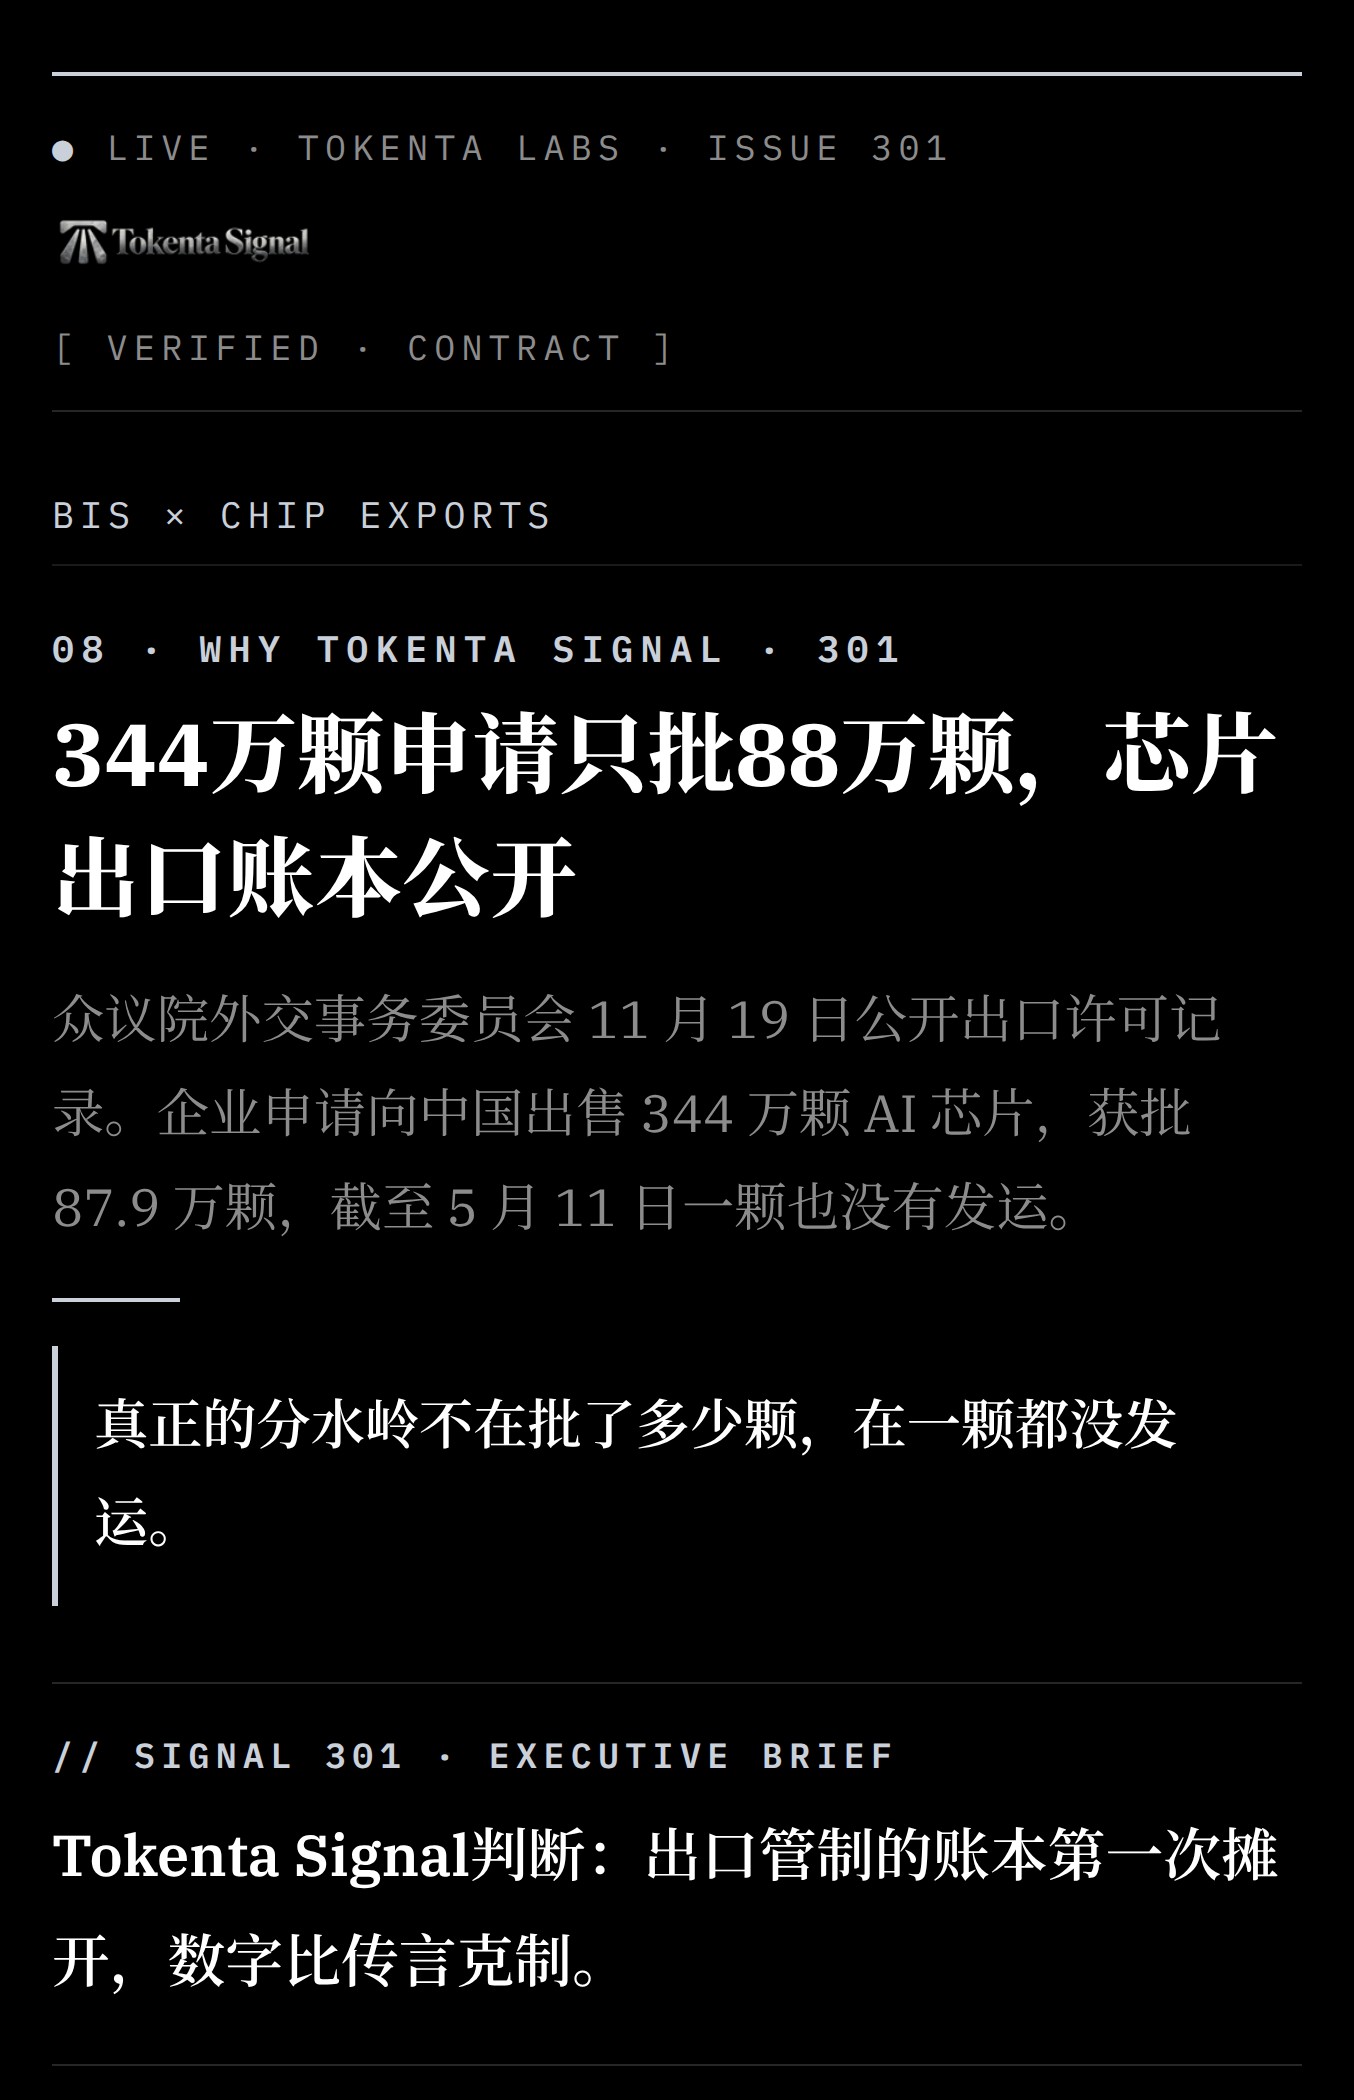 ● LIVE · TOKENTA LABS · ISSUE 301
Tokenta Signal
[ VERIFIED · CONTRACT ]
BIS × CHIP EXPORTS
08 · WHY TOKENTA SIGNAL · 301
344万颗申请只批88万颗，芯片
出口账本公开
众议院外交事务委员会 11 月 19 日公开出口许可记
录。企业申请向中国出售 344 万颗 AI 芯片，获批
87.9 万颗，截至 5 月 11 日一颗也没有发运。
真正的分水岭不在批了多少颗，在一颗都没发
运。
// SIGNAL 301 · EXECUTIVE BRIEF
Tokenta Signal判断：出口管制的账本第一次摊
开，数字比传言克制。